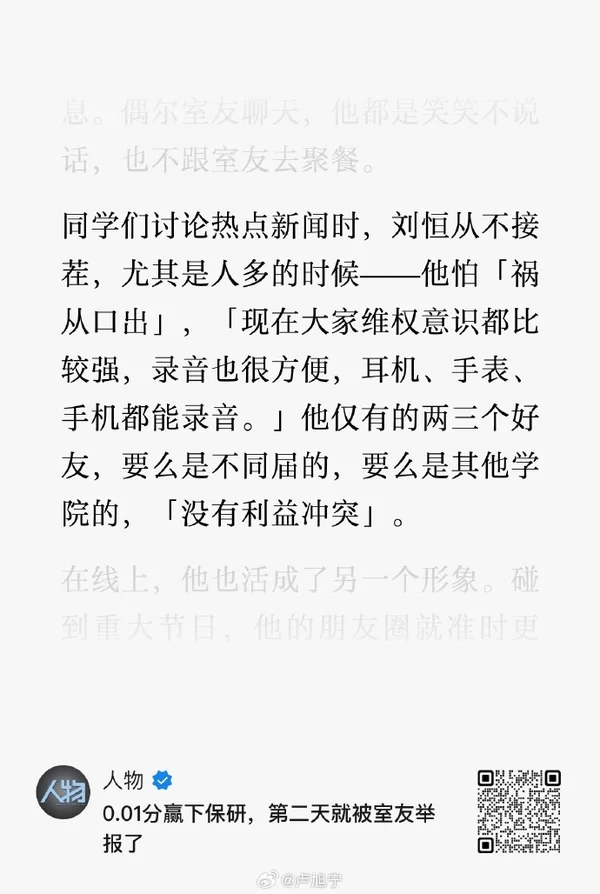 息。偶尔室友聊天，他都是笑笑不说
话，也不跟室友去聚餐。
同学们讨论热点新闻时，刘恒从不接
茬，尤其是人多的时候——他怕「祸
从口出」，「现在大家维权意识都比
较强，录音也很方便，耳机、手表、
手机都能录音。」他仅有的两三个好
友，要么是不同届的，要么是其他学
院的，「没有利益冲突」。
在线上，他也活成了另一个形象。碰
到重大节日，他的朋友圈就准时更
人物
人物
0.01分赢下保研，第二天就被室友举
报了
@卢旭宁